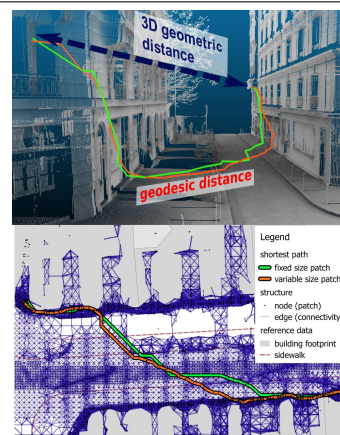 3D geometric
distance
geodesic distance
Legend
shortest path
fixed size patch
variable size patch
structure
node (patch)
edge (connectivity
reference data
building footprint
sidewalk